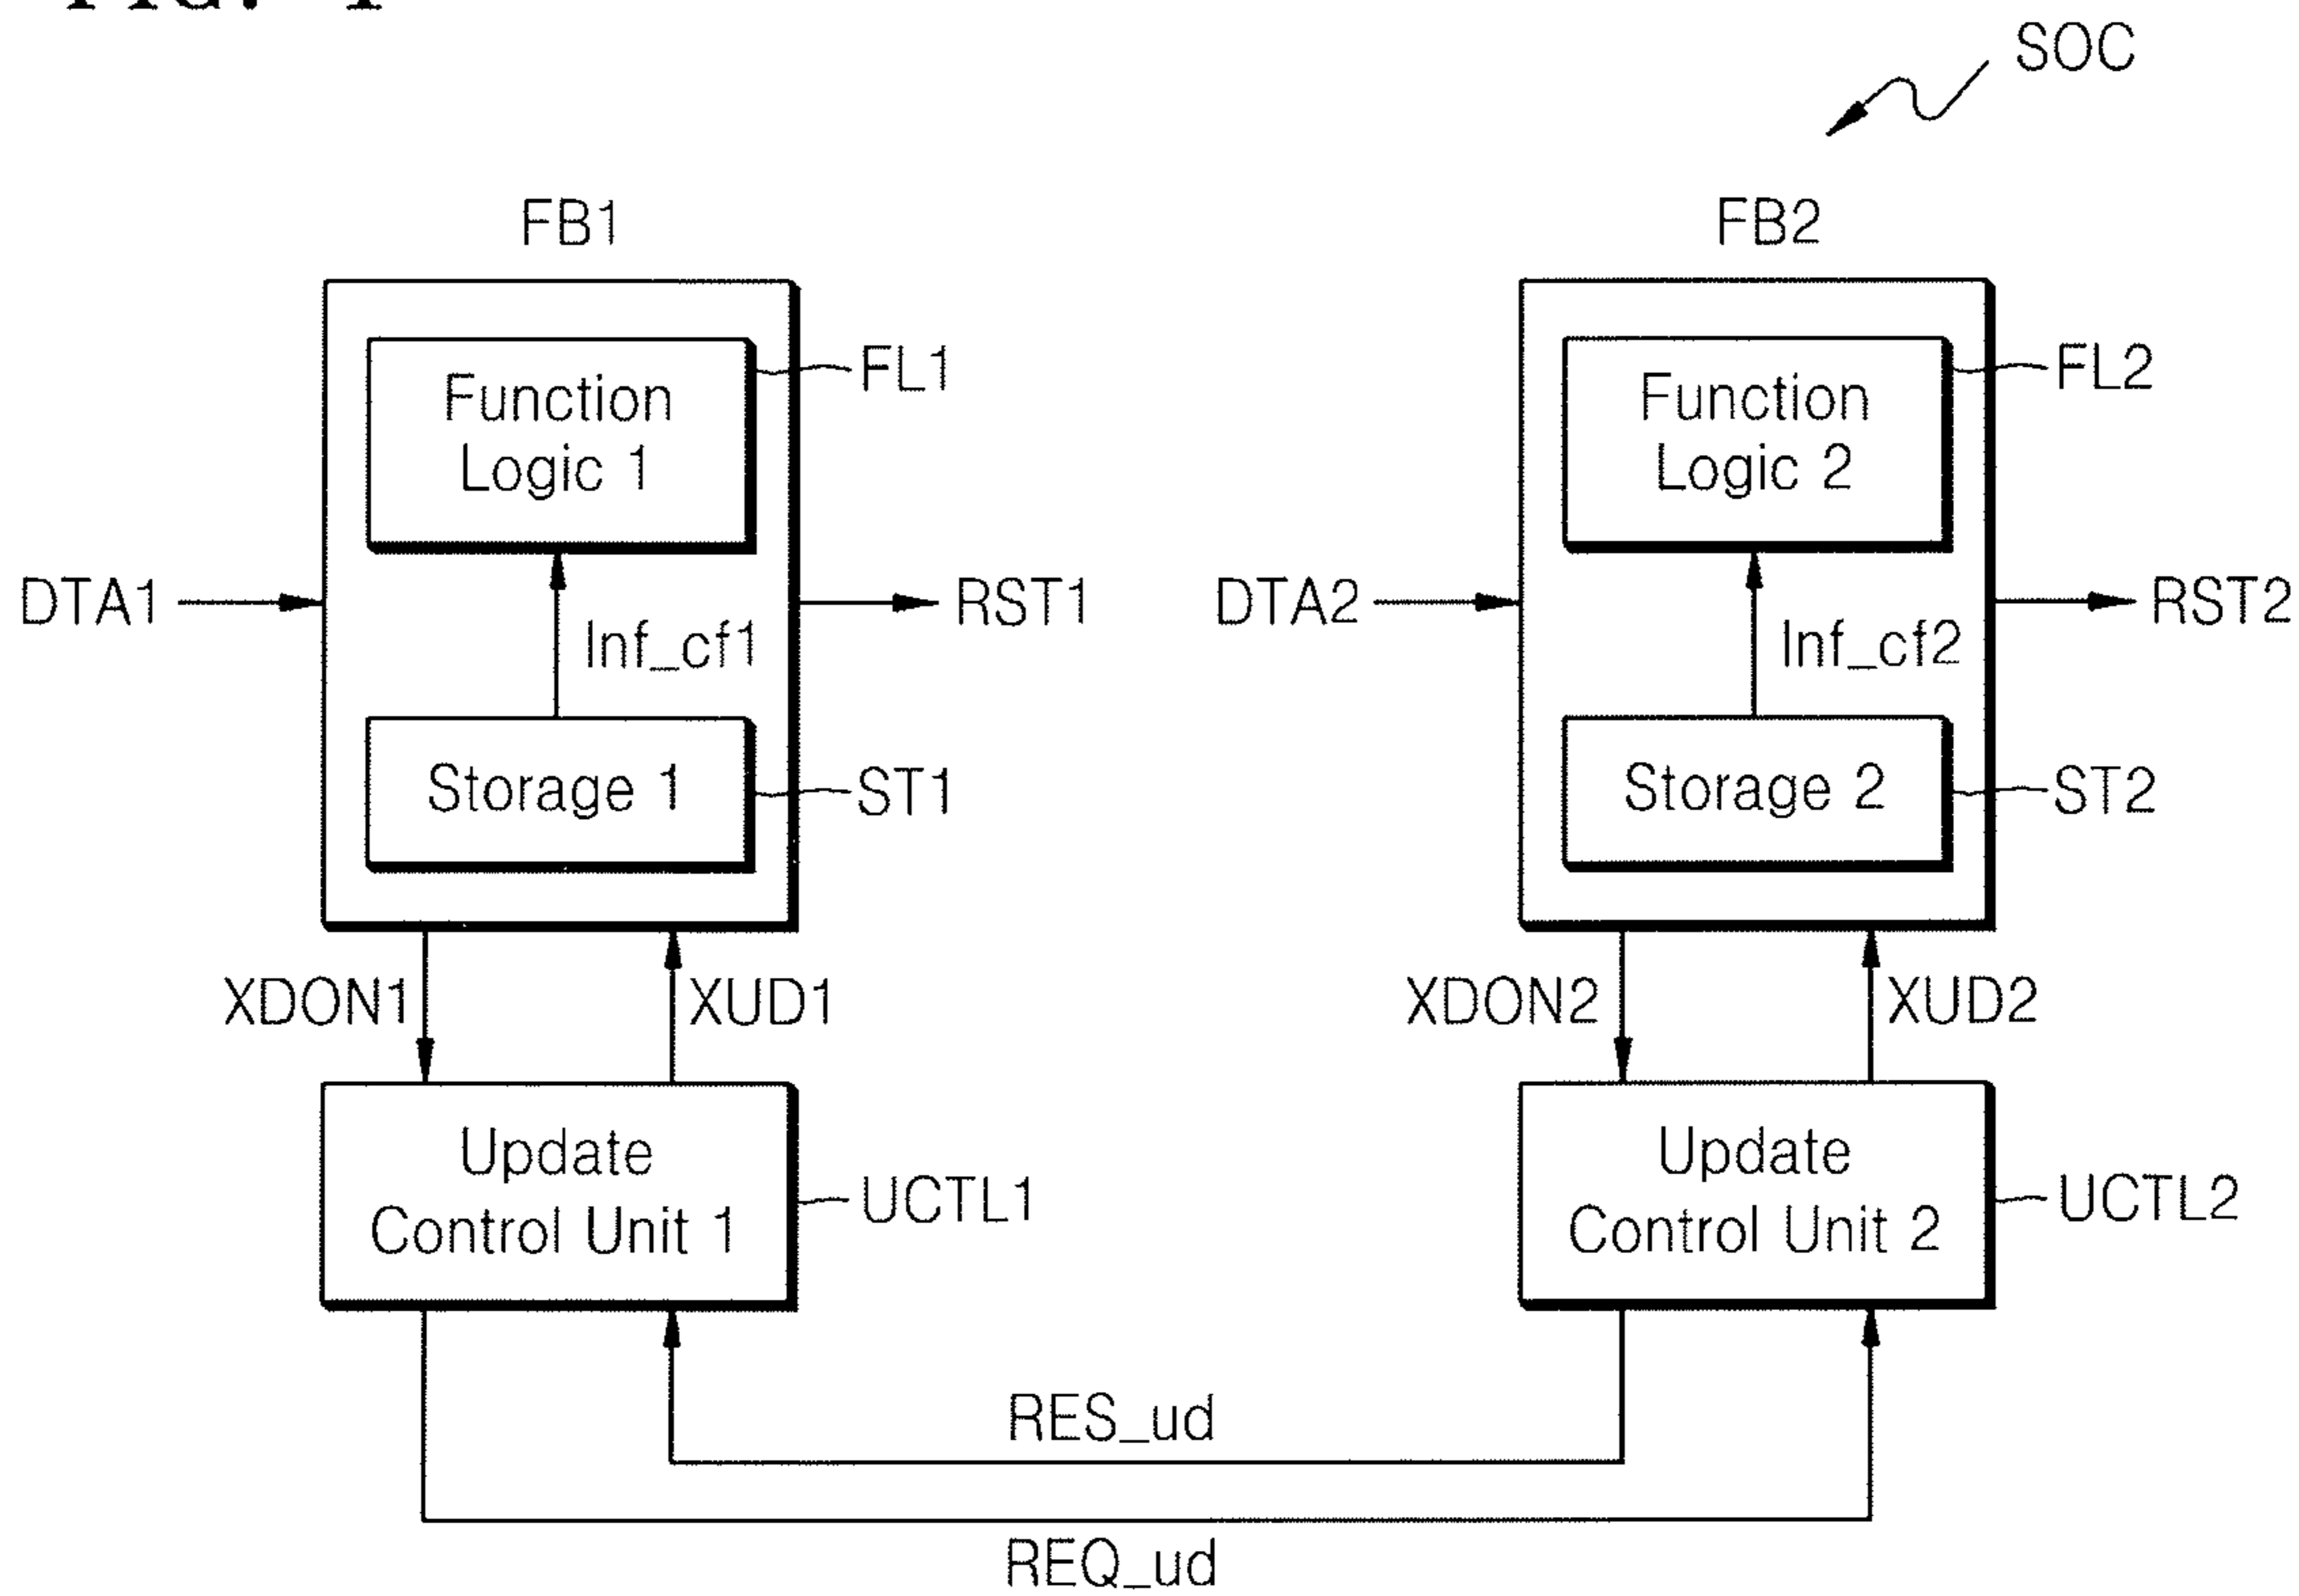 SOC
FB1
FB2
Function
Logic 1
FL1
Function
Logic 2
FL2
DTA1
RST1
DTA2
RST2
Inf_cf1
Inf_cf2
Storage 1
ST1
Storage 2
ST2
XDON1
XUD1
XDON2
XUD2
Update
Control Unit 1
UCTL1
Update
Control Unit 2
UCTL2
RES_ud
REQ_ud